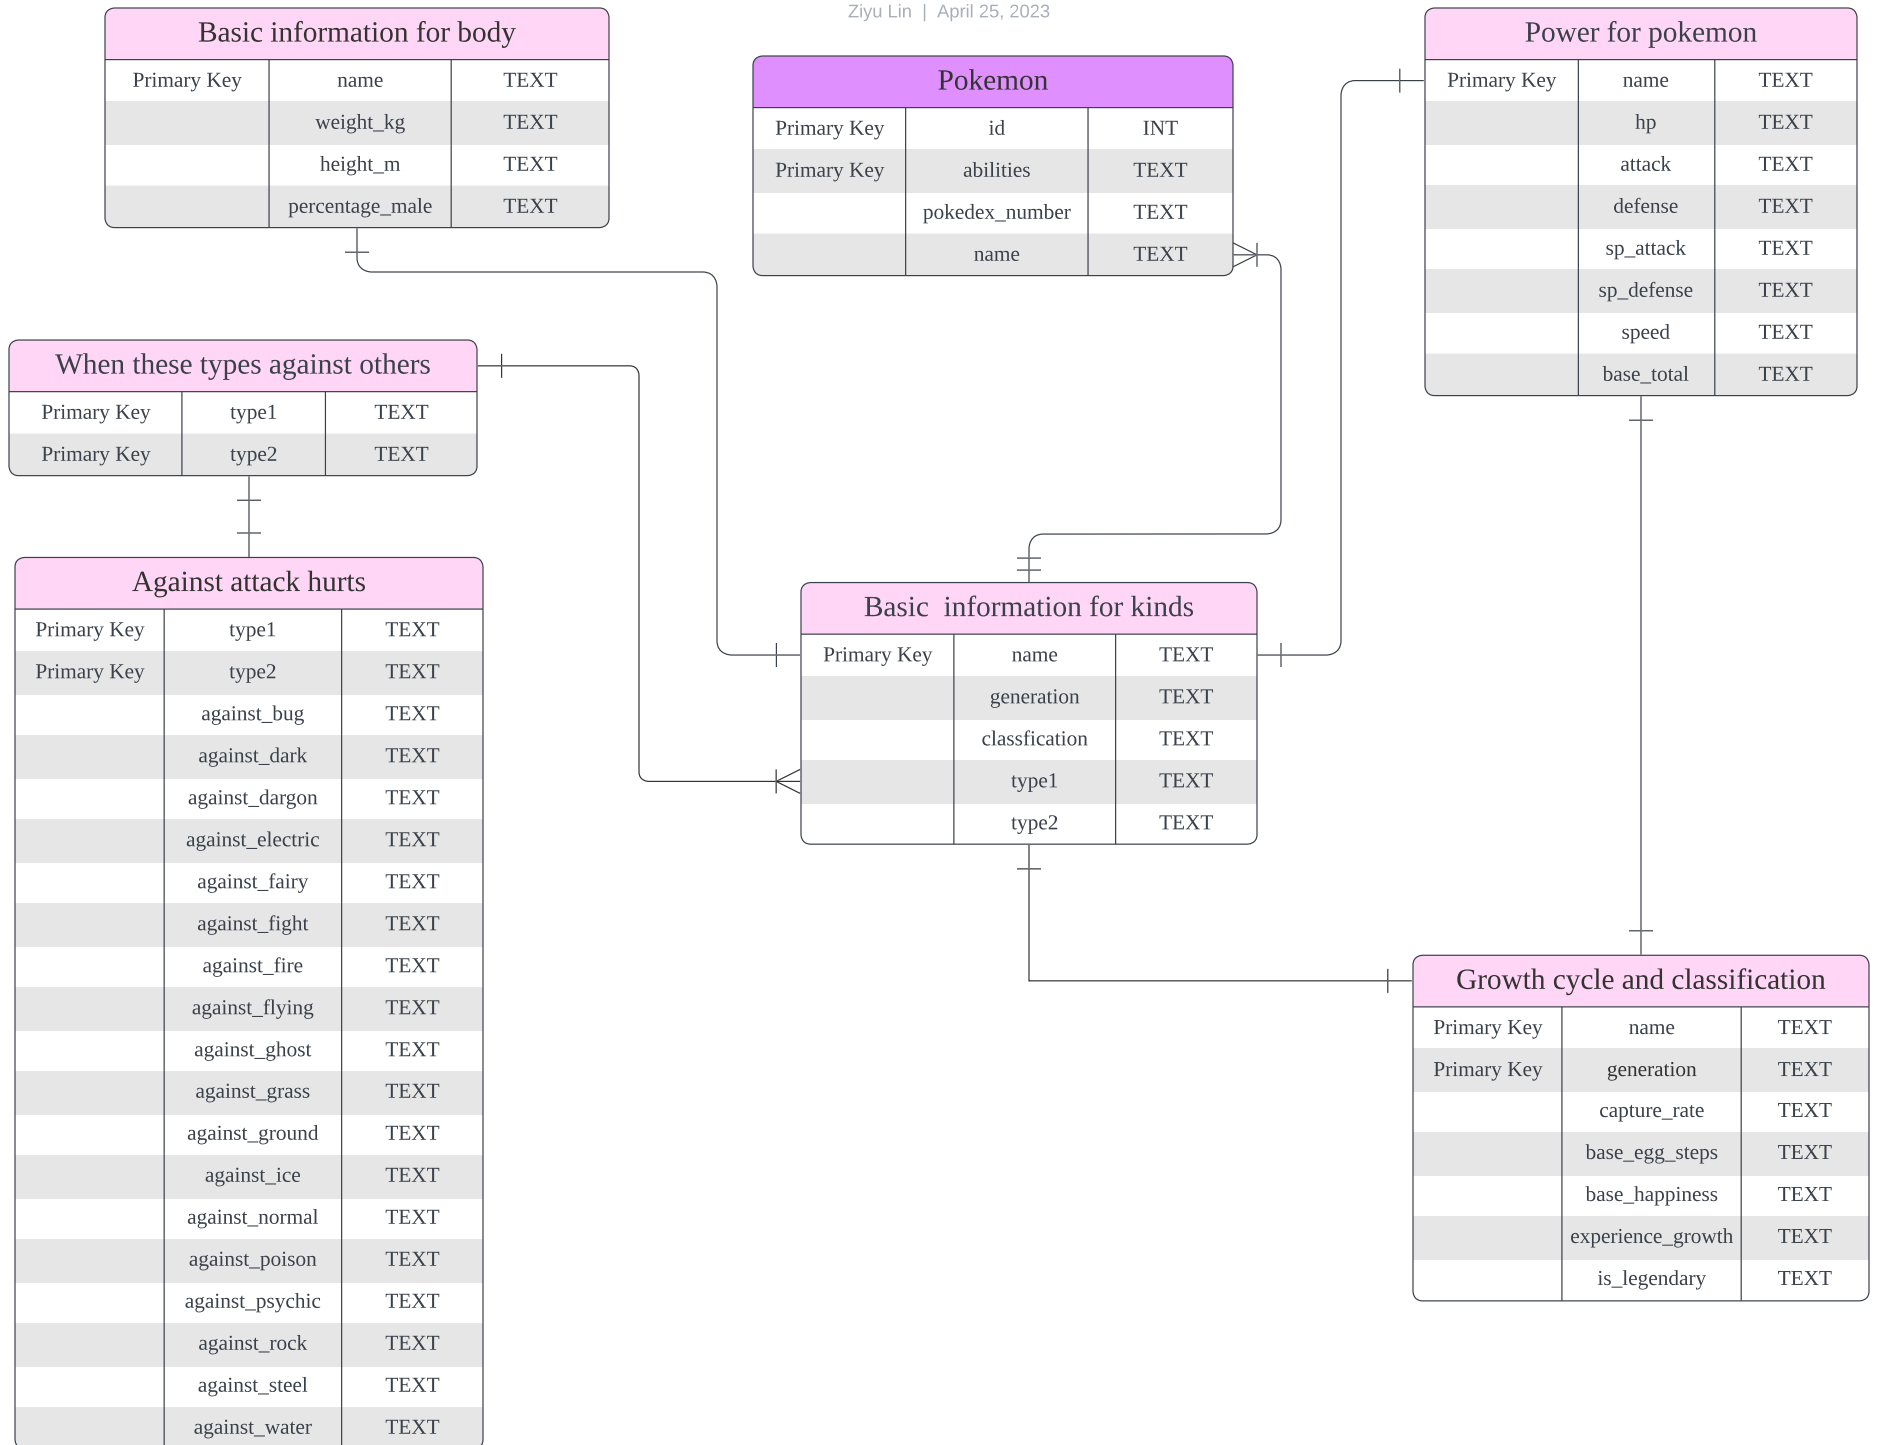 Ziyu Lin | April 25, 2023
Basic information for body
Primary Key name TEXT
weight_kg TEXT
height_m TEXT
percentage_male TEXT
Pokemon
Primary Key id INT
Primary Key abilities TEXT
pokedex_number TEXT
name TEXT
Power for pokemon
Primary Key name TEXT
hp TEXT
attack TEXT
defense TEXT
sp_attack TEXT
sp_defense TEXT
speed TEXT
base_total TEXT
When these types against others
Primary Key type1 TEXT
Primary Key type2 TEXT
Against attack hurts
Primary Key type1 TEXT
Primary Key type2 TEXT
against_bug TEXT
against_dark TEXT
against_dargon TEXT
against_electric TEXT
against_fairy TEXT
against_fight TEXT
against_fire TEXT
against_flying TEXT
against_ghost TEXT
against_grass TEXT
against_ground TEXT
against_ice TEXT
against_normal TEXT
against_poison TEXT
against_psychic TEXT
against_rock TEXT
against_steel TEXT
against_water TEXT
Basic  information for kinds
Primary Key name TEXT
generation TEXT
classfication TEXT
type1 TEXT
type2 TEXT
Growth cycle and classification
Primary Key name TEXT
Primary Key generation TEXT
capture_rate TEXT
base_egg_steps TEXT
base_happiness TEXT
experience_growth TEXT
is_legendary TEXT